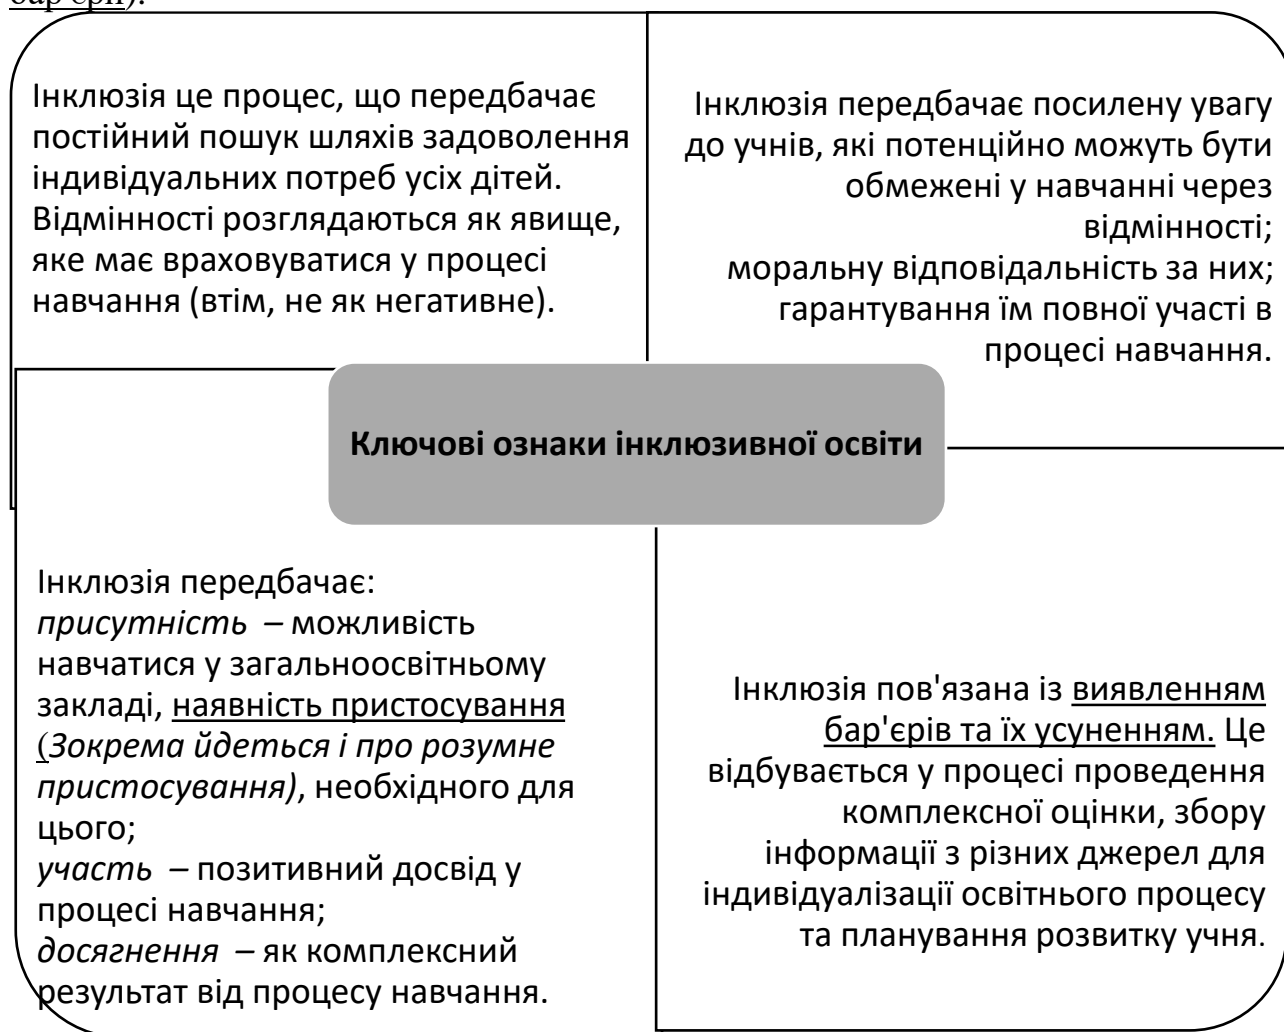 бар'єри).
Інклюзія це процес, що передбачає
постійний пошук шляхів задоволення
індивідуальних потреб усіх дітей.
Відмінності розглядаються як явище,
яке має враховуватися у процесі
навчання (втім, не як негативне).
Інклюзія передбачає посилену увагу
до учнів, які потенційно можуть бути
обмежені у навчанні через
відмінності;
моральну відповідальність за них;
гарантування їм повної участі в
процесі навчання.
Ключові ознаки інклюзивної освіти
Інклюзія передбачає:
присутність – можливість
навчатися у загальноосвітньому
закладі, наявність пристосування
(Зокрема йдеться і про розумне
пристосування), необхідного для
цього;
участь – позитивний досвід у
процесі навчання;
досягнення – як комплексний
результат від процесу навчання.
Інклюзія пов'язана із виявленням
бар'єрів та їх усуненням. Це
відбувається у процесі проведення
комплексної оцінки, збору
інформації з різних джерел для
індивідуалізації освітнього процесу
та планування розвитку учня.